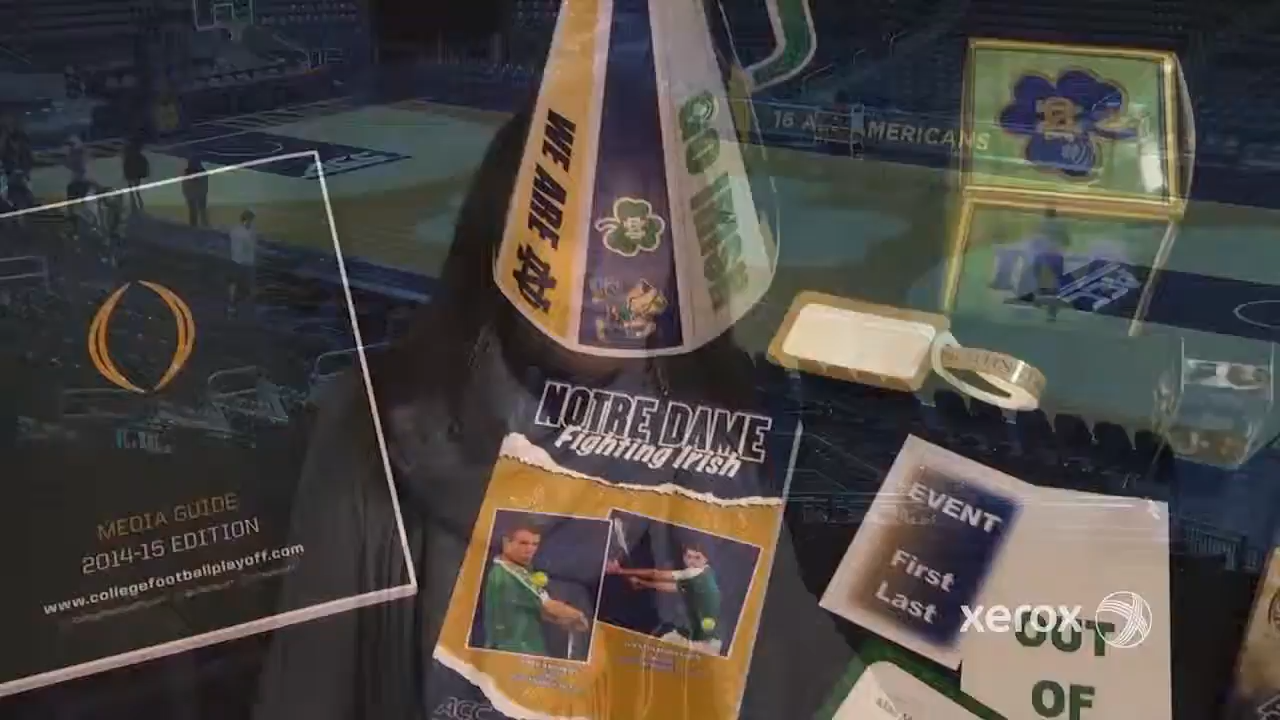 16 ALL AMERICANS
WE ARE ND
GO IRISH
NOTRE DAME
Fighting Irish
MEDIA GUIDE
2014-15 EDITION
www.collegefootballplayoff.com
EVENT
First
Last
xerox
OUT
OF
ACC